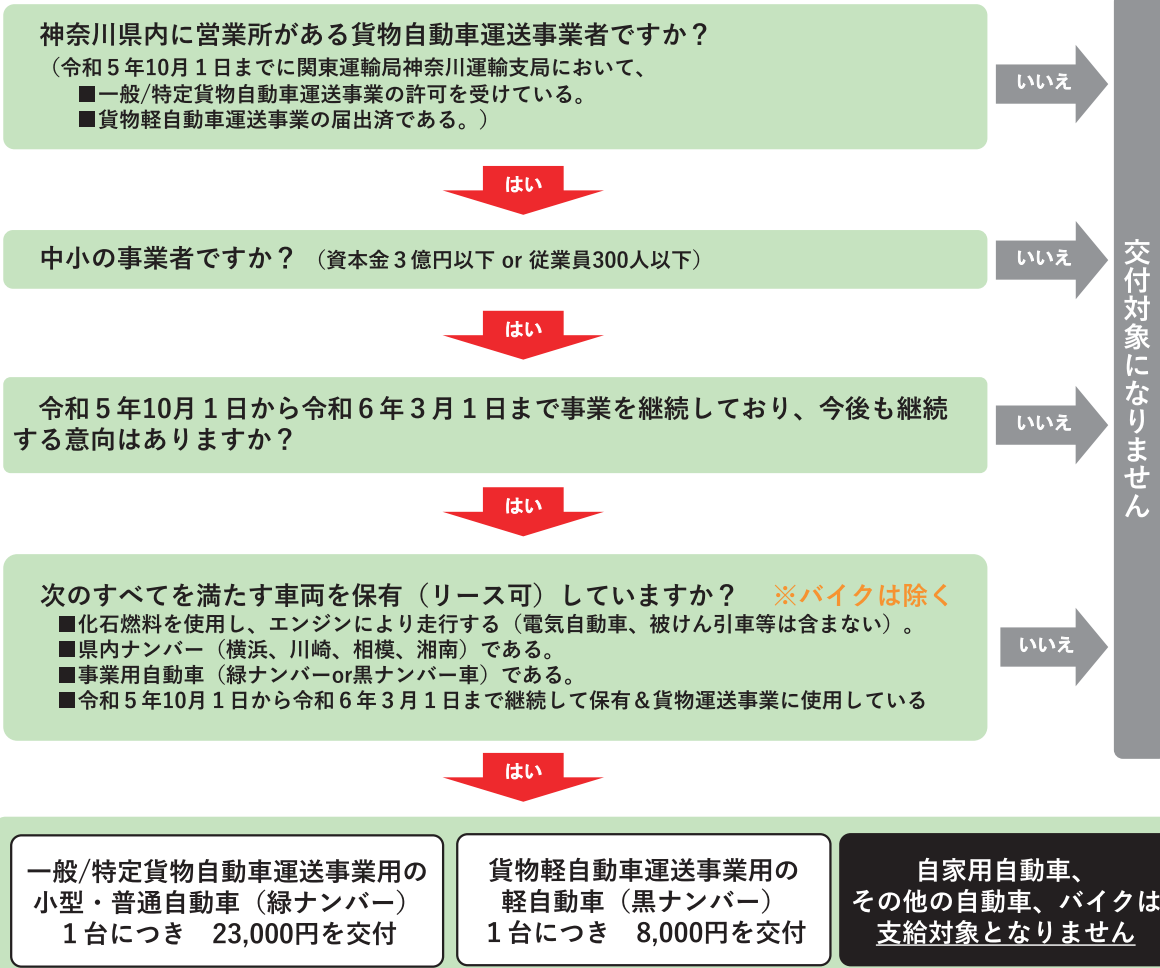 神奈川県内に営業所がある貨物自動車運送事業者ですか？
（令和５年10月１日までに関東運輸局神奈川運輸支局において、
■一般/特定貨物自動車運送事業の許可を受けている。
■貨物軽自動車運送事業の届出済である。）
いいえ
はい
中小の事業者ですか？（資本金３億円以下 or 従業員300人以下）
いいえ
はい
令和５年10月１日から令和６年３月１日まで事業を継続しており、今後も継続
する意向はありますか？
いいえ
はい
次のすべてを満たす車両を保有（リース可）していますか？　※バイクは除く
■化石燃料を使用し、エンジンにより走行する（電気自動車、被けん引車等は含まない）。
■県内ナンバー（横浜、川崎、相模、湘南）である。
■事業用自動車（緑ナンバーor黒ナンバー車）である。
■令和５年10月１日から令和６年３月１日まで継続して保有＆貨物運送事業に使用している
いいえ
はい
交付対象になりません
一般/特定貨物自動車運送事業用の
小型・普通自動車（緑ナンバー）
１台につき　23,000円を交付
貨物軽自動車運送事業用の
軽自動車（黒ナンバー）
１台につき　8,000円を交付
自家用自動車、
その他の自動車、バイクは
支給対象となりません